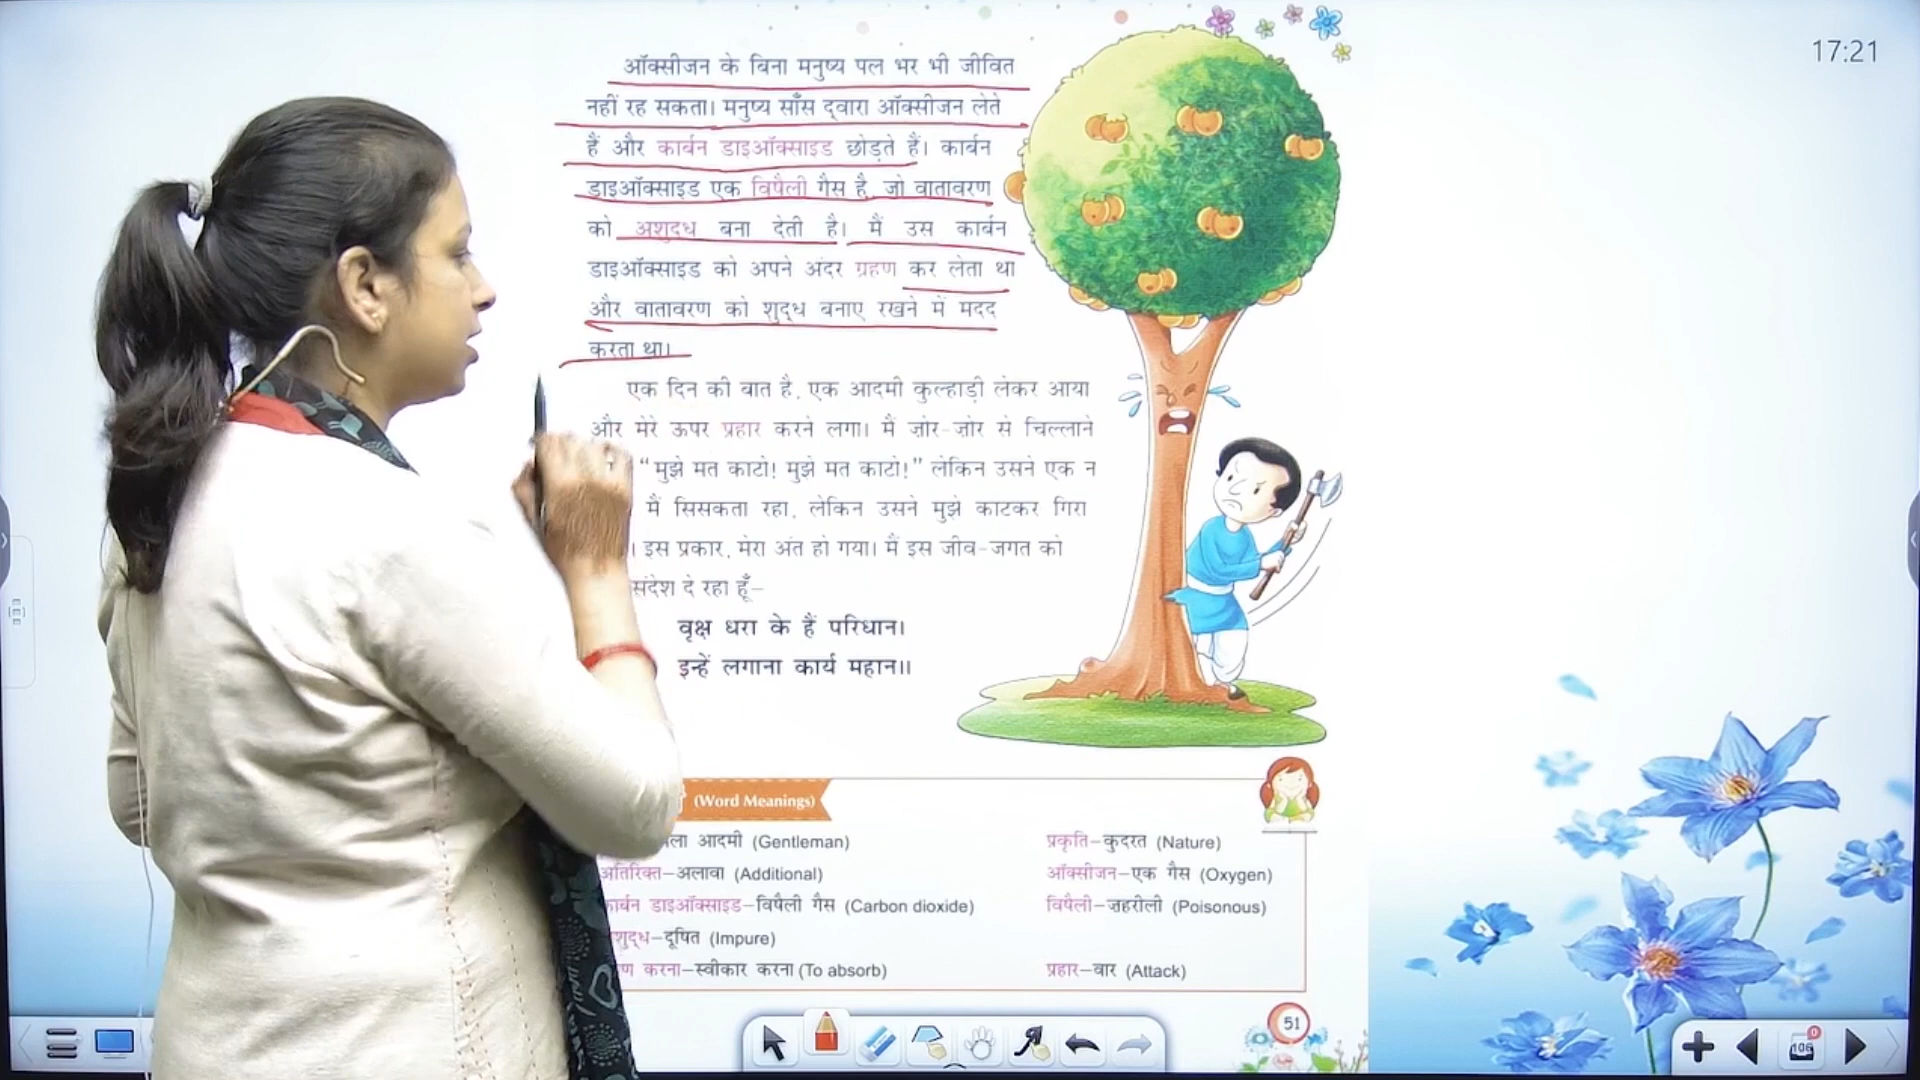 17:21
ऑक्सीजन के बिना मनुष्य पल भर भी जीवित
नहीं रह सकता। मनुष्य साँस द्वारा ऑक्सीजन लेते
हैं और कार्बन डाइऑक्साइड छोड़ते हैं। कार्बन
डाइऑक्साइड एक विषैली गैस है, जो वातावरण
को अशुद्ध बना देती है। मैं उस कार्बन
डाइऑक्साइड को अपने अंदर ग्रहण कर लेता था
और वातावरण को शुद्ध बनाए रखने में मदद
करता था।
एक दिन की बात है, एक आदमी कुल्हाड़ी लेकर आया
और मेरे ऊपर प्रहार करने लगा। मैं ज़ोर-ज़ोर से चिल्लाने
“मुझे मत काटो! मुझे मत काटो!” लेकिन उसने एक न
मैं सिसकता रहा, लेकिन उसने मुझे काटकर गिरा
। इस प्रकार, मेरा अंत हो गया। मैं इस जीव-जगत को
संदेश दे रहा हूँ–
वृक्ष धरा के हैं परिधान।
इन्हें लगाना कार्य महान॥
(Word Meanings)
आदमी (Gentleman) प्रकृति–कुदरत (Nature)
अतिरिक्त–अलावा (Additional) ऑक्सीजन–एक गैस (Oxygen)
कार्बन डाइऑक्साइड–विषैली गैस (Carbon dioxide) विषैली–ज़हरीली (Poisonous)
–दूषित (Impure)
करना–स्वीकार करना (To absorb) प्रहार–वार (Attack)
51
106
0